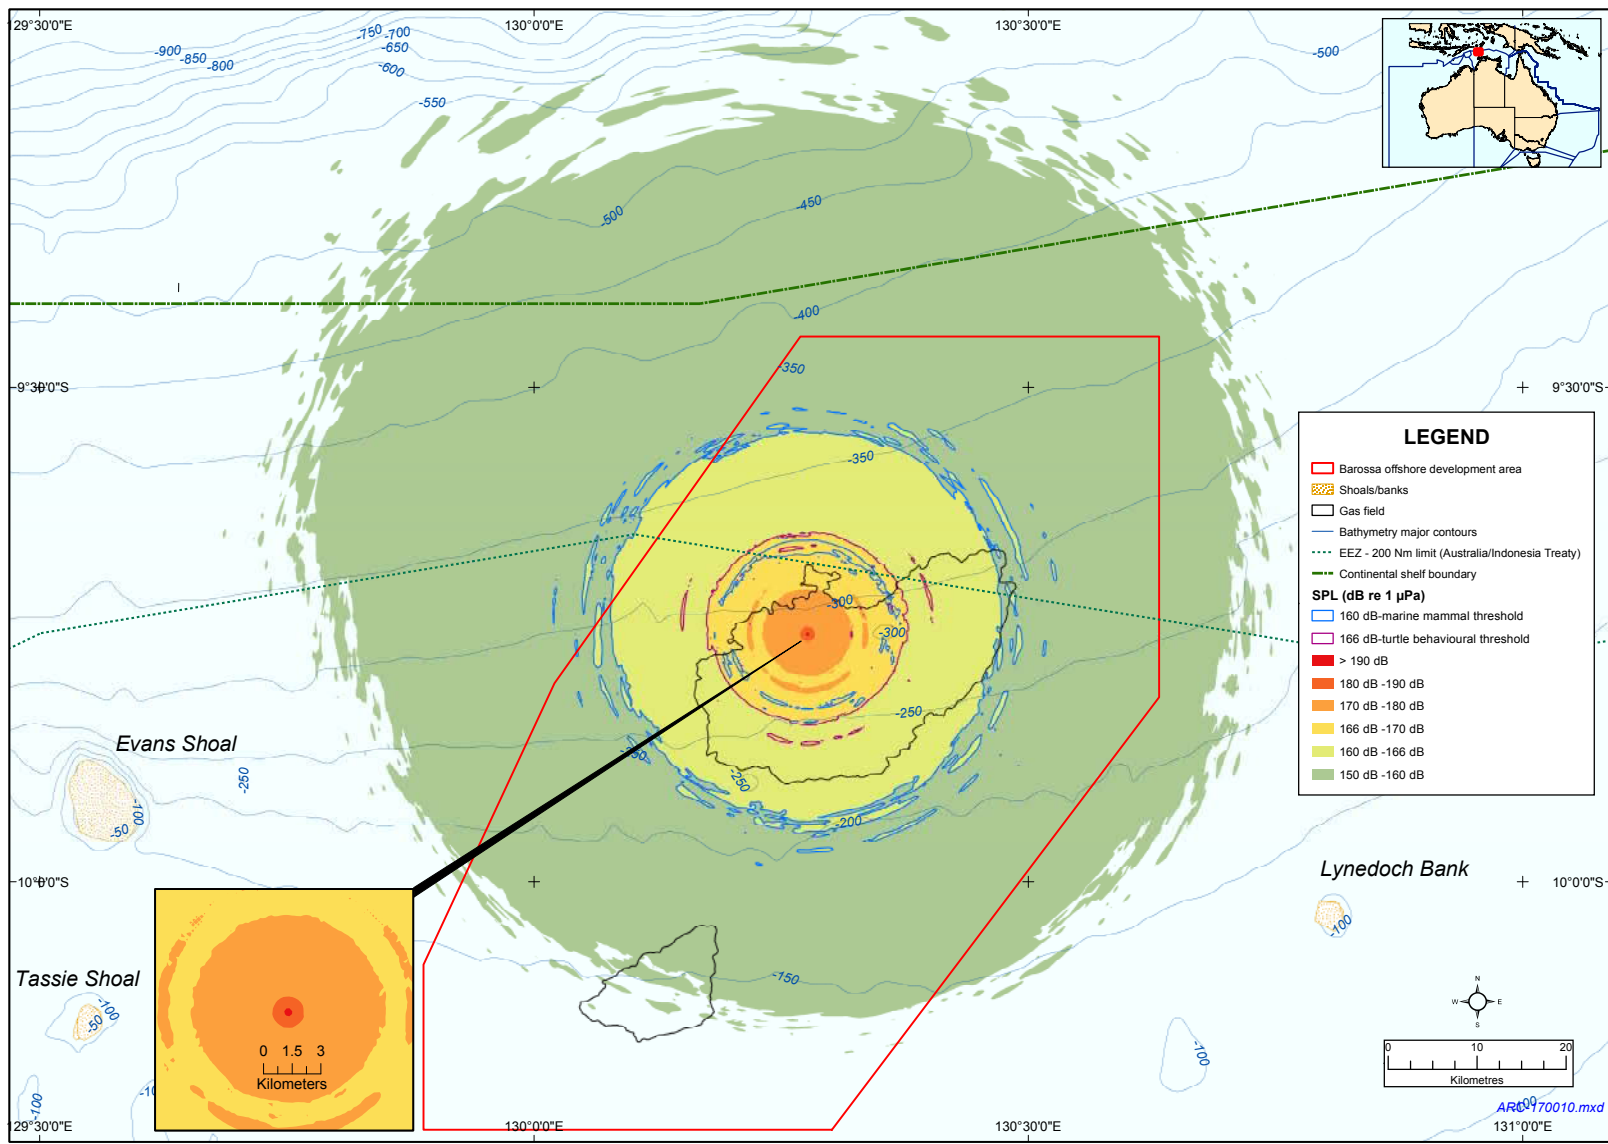 129°30'0"E
130°0'0"E
130°30'0"E
-900
-850
-800
-750
-700
-650
-600
-550
-500
-500
-450
-400
-350
9°30'0"S
9°30'0"S
-350
-300
-300
-250
-250
-200
-150
LEGEND
Barossa offshore development area
Shoals/banks
Gas field
Bathymetry major contours
EEZ - 200 Nm limit (Australia/Indonesia Treaty)
Continental shelf boundary
SPL (dB re 1 µPa)
160 dB-marine mammal threshold
166 dB-turtle behavioural threshold
> 190 dB
180 dB -190 dB
170 dB -180 dB
166 dB -170 dB
160 dB -166 dB
150 dB -160 dB
Evans Shoal
-250
-100
-50
Lynedoch Bank
-100
10°0'0"S
10°0'0"S
Tassie Shoal
-100
-50
-100
0 1.5 3
Kilometers
N
W E
S
-100
0 10 20
Kilometres
ARC-170010.mxd
129°30'0"E
130°0'0"E
130°30'0"E
131°0'0"E